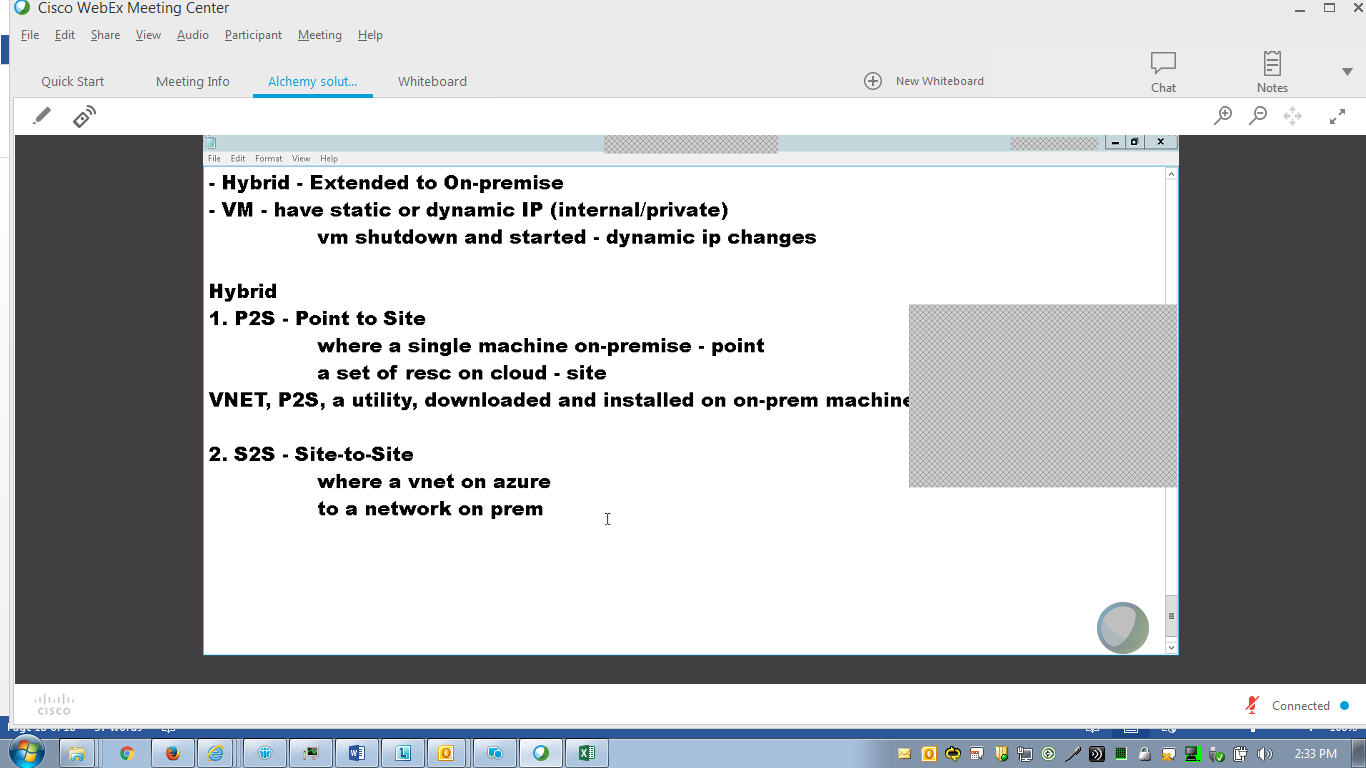 Cisco WebEx Meeting Center
File Edit Share View Audio Participant Meeting Help
Quick Start Meeting Info Alchemy solut... Whiteboard New Whiteboard Chat Notes
File Edit Format View Help
- Hybrid - Extended to On-premise
- VM - have static or dynamic IP (internal/private)
vm shutdown and started - dynamic ip changes
Hybrid
1. P2S - Point to Site
where a single machine on-premise - point
a set of resc on cloud - site
VNET, P2S, a utility, downloaded and installed on on-prem machine
2. S2S - Site-to-Site
where a vnet on azure
to a network on prem
CISCO
Connected
2:33 PM